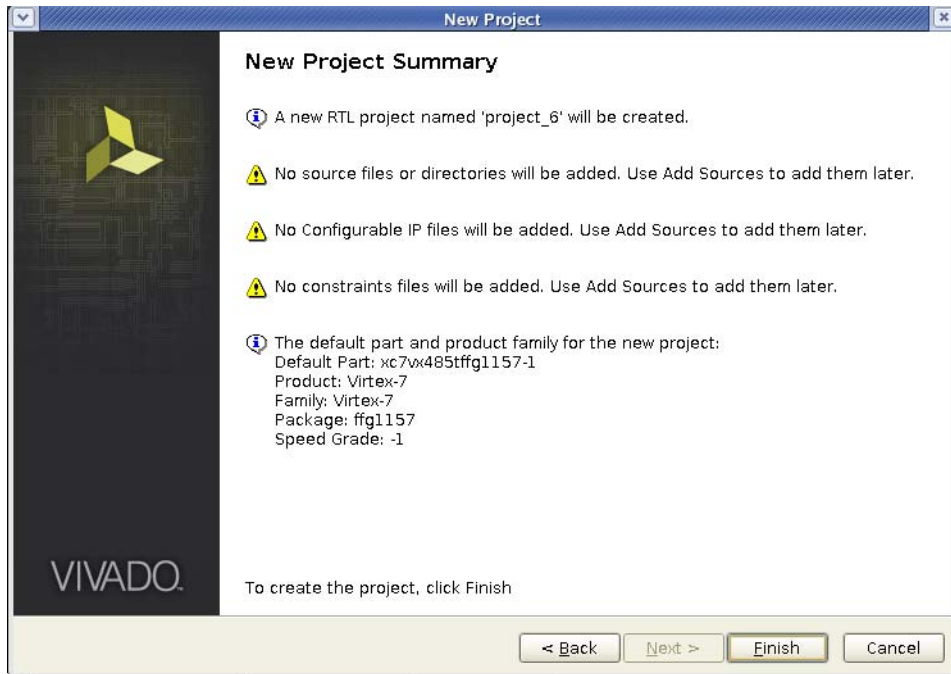 New Project
New Project Summary
A new RTL project named 'project_6' will be created.
No source files or directories will be added. Use Add Sources to add them later.
No Configurable IP files will be added. Use Add Sources to add them later.
No constraints files will be added. Use Add Sources to add them later.
The default part and product family for the new project:
Default Part: xc7vx485tffg1157-1
Product: Virtex-7
Family: Virtex-7
Package: ffg1157
Speed Grade: -1
VIVADO
To create the project, click Finish
< Back
Next >
Finish
Cancel